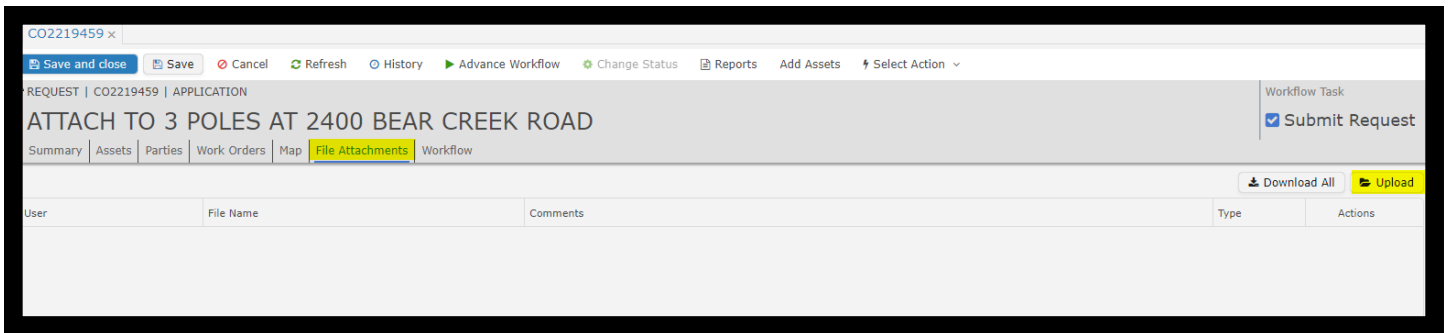 CO2219459 ×
Save and close Save Cancel Refresh History Advance Workflow Change Status Reports Add Assets Select Action
REQUEST | CO2219459 | APPLICATION Workflow Task
ATTACH TO 3 POLES AT 2400 BEAR CREEK ROAD Submit Request
Summary Assets Parties Work Orders Map File Attachments Workflow
Download All Upload
User File Name Comments Type Actions